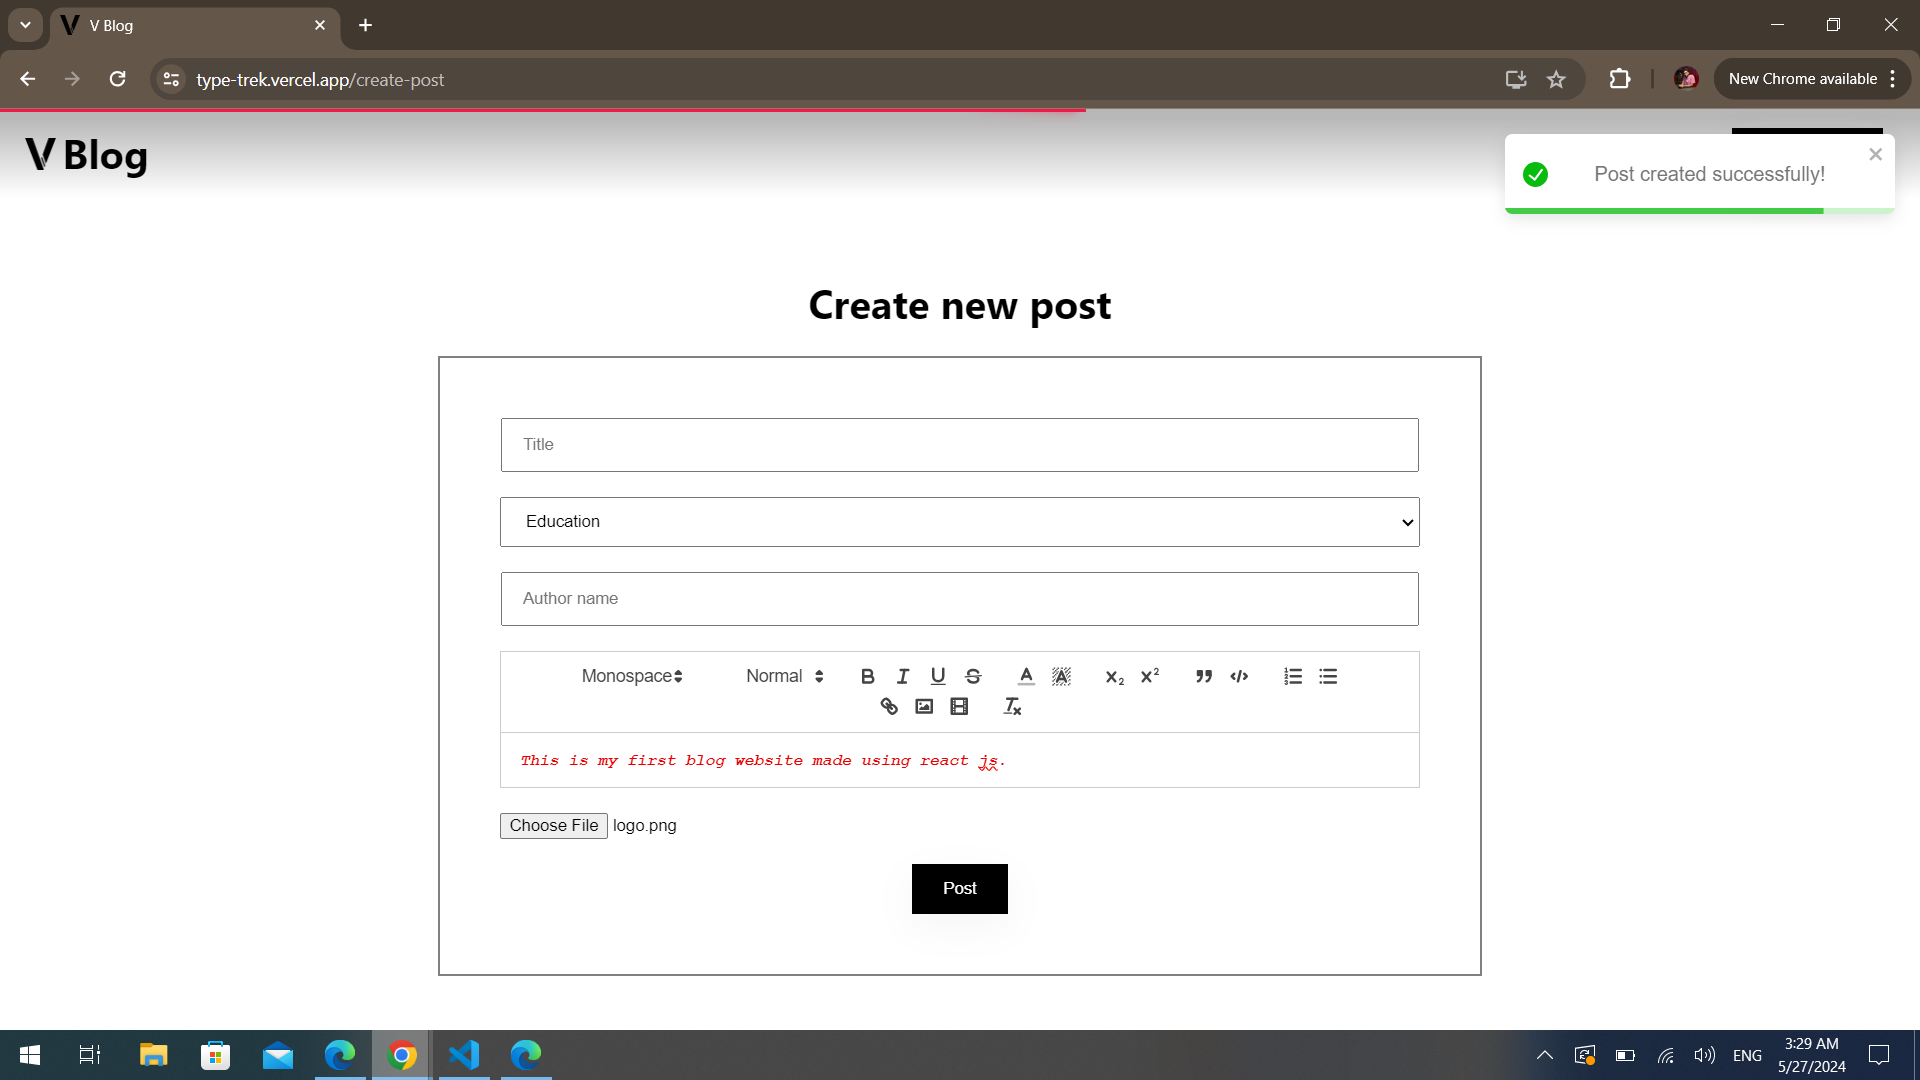 V Blog
type-trek.vercel.app/create-post
New Chrome available
V Blog
Post created successfully!
Create new post
Title
Education
Author name
Monospace Normal B I U S A A x₂ x²
This is my first blog website made using react js.
Choose File logo.png
Post
ENG
3:29 AM
5/27/2024